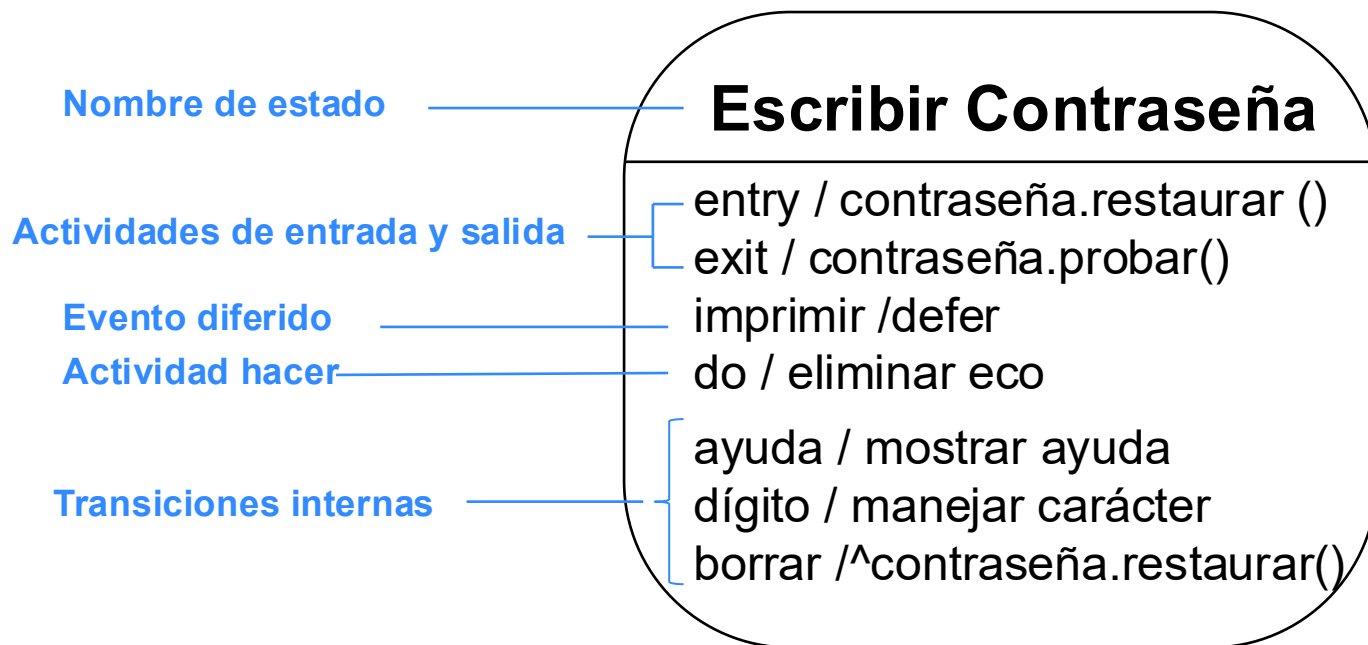 Nombre de estado
Escribir Contraseña
Actividades de entrada y salida
entry / contraseña.restaurar ()
exit / contraseña.probar()
Evento diferido
imprimir /defer
Actividad hacer
do / eliminar eco
Transiciones internas
ayuda / mostrar ayuda
dígito / manejar carácter
borrar /^contraseña.restaurar()